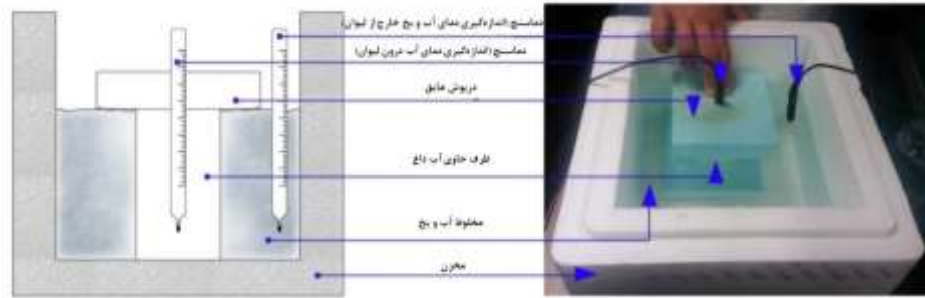 دماسنج (اندازه‌گیری دمای آب و یخ خارج از لیوان)
دماسنج (اندازه‌گیری دمای آب درون لیوان)
درپوش عایق
ظرف حاوی آب داغ
مخلوط آب و یخ
مخزن